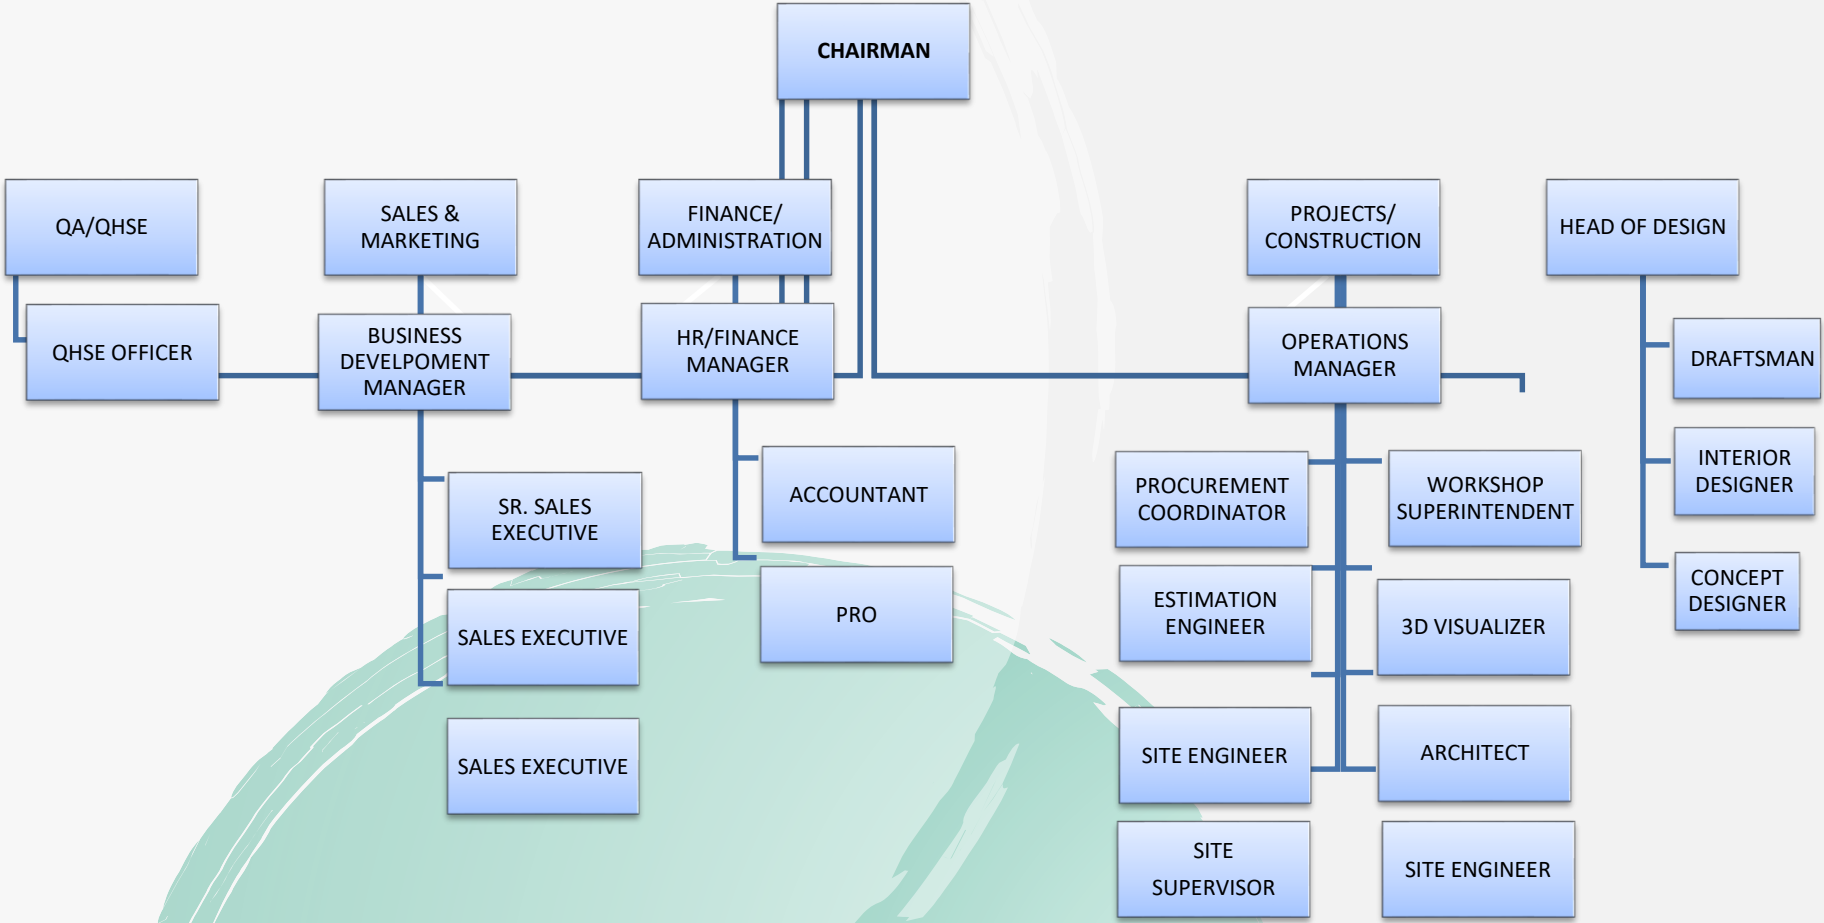 CHAIRMAN
QA/QHSE
SALES &
MARKETING
FINANCE/
ADMINISTRATION
PROJECTS/
CONSTRUCTION
HEAD OF DESIGN
QHSE OFFICER
BUSINESS
DEVELPOMENT
MANAGER
HR/FINANCE
MANAGER
OPERATIONS
MANAGER
DRAFTSMAN
INTERIOR
DESIGNER
CONCEPT
DESIGNER
SR. SALES
EXECUTIVE
SALES EXECUTIVE
SALES EXECUTIVE
ACCOUNTANT
PRO
PROCUREMENT
COORDINATOR
WORKSHOP
SUPERINTENDENT
ESTIMATION
ENGINEER
3D VISUALIZER
SITE ENGINEER
ARCHITECT
SITE
SUPERVISOR
SITE ENGINEER